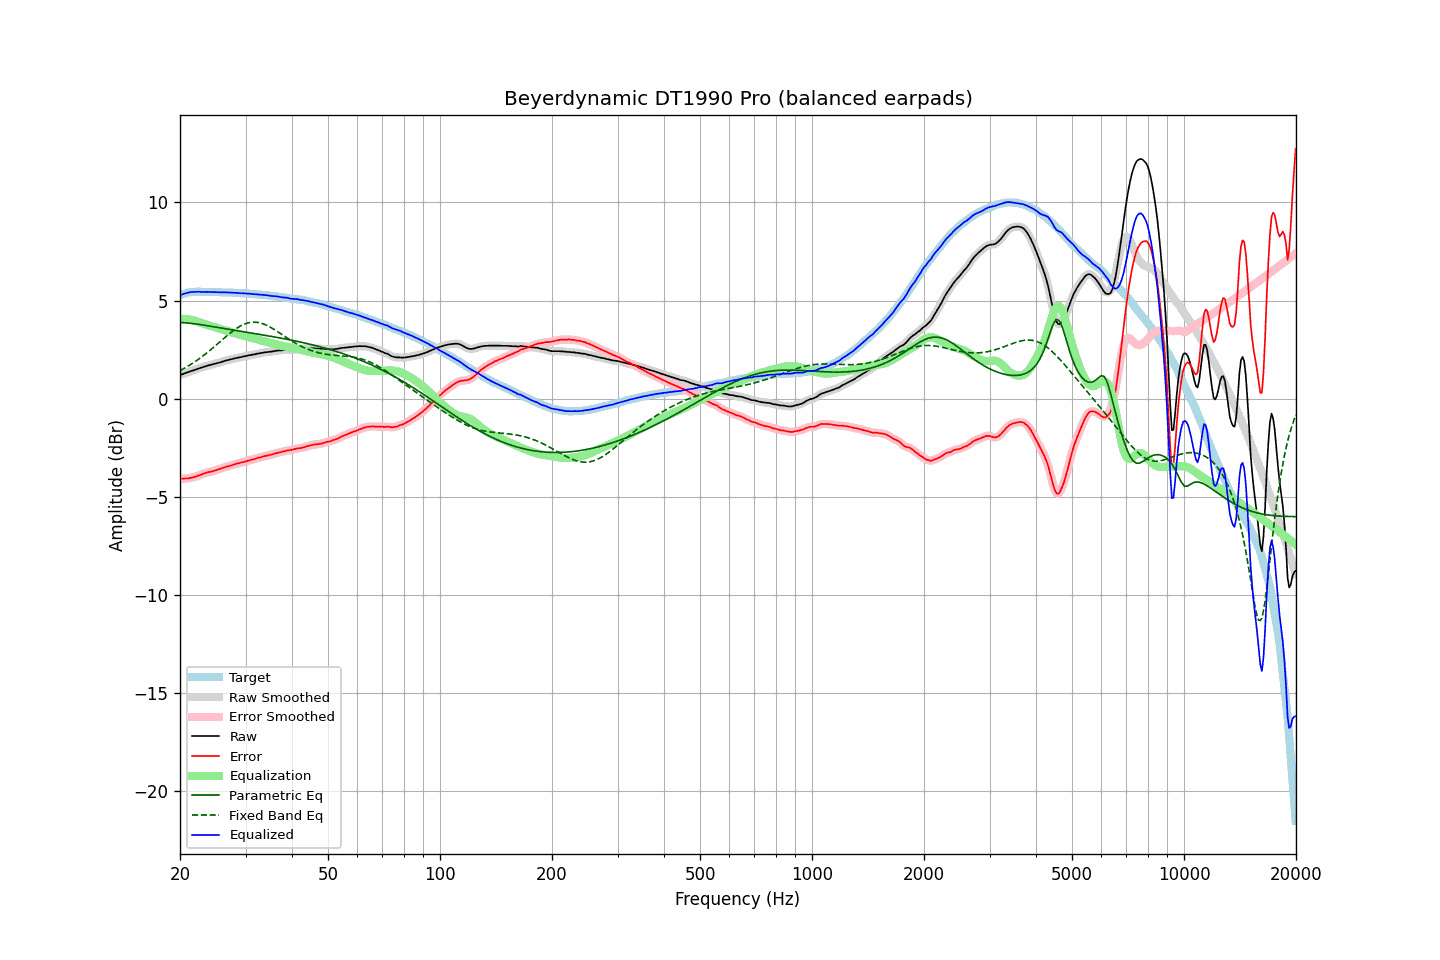 Beyerdynamic DT1990 Pro (balanced earpads)
Amplitude (dBr)
10
5
0
−5
−10
−15
−20
Target
Raw Smoothed
Error Smoothed
Raw
Error
Equalization
Parametric Eq
Fixed Band Eq
Equalized
20 50 100 200 500 1000 2000 5000 10000 20000
Frequency (Hz)